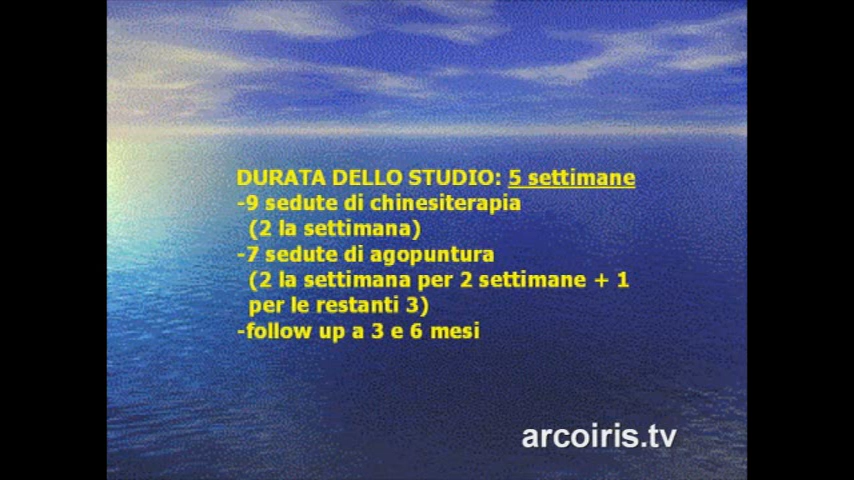 DURATA DELLO STUDIO: 5 settimane
-9 sedute di chinesiterapia
(2 la settimana)
-7 sedute di agopuntura
(2 la settimana per 2 settimane + 1
per le restanti 3)
-follow up a 3 e 6 mesi
arcoiris.tv